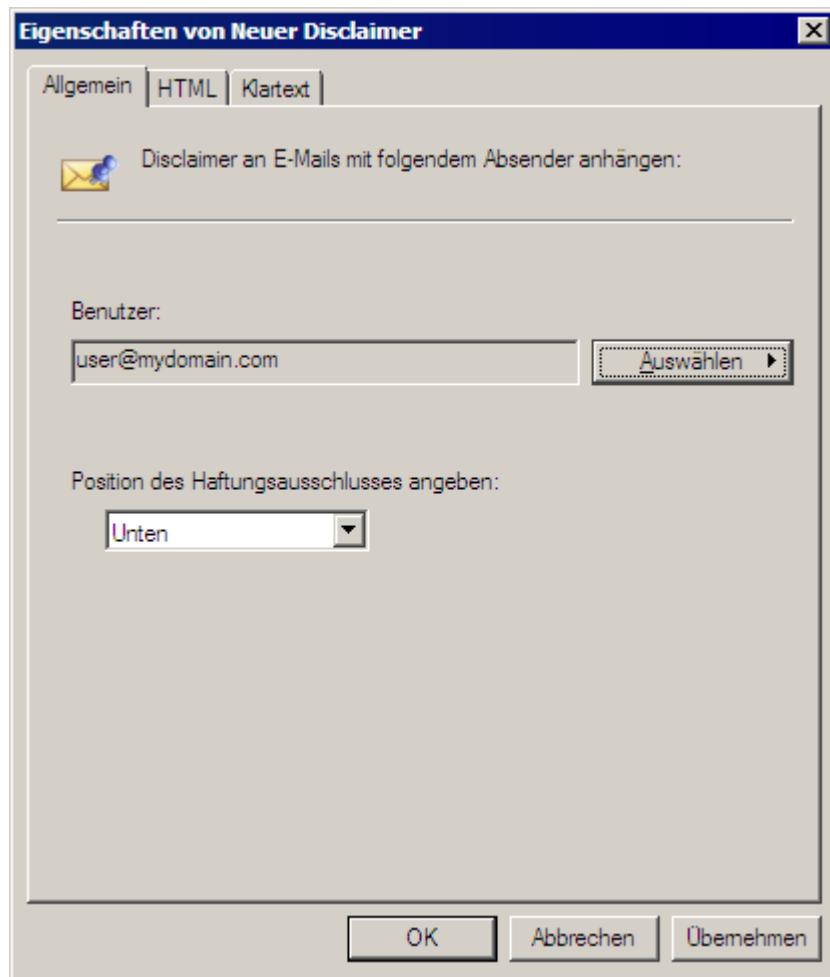 Eigenschaften von Neuer Disclaimer
Allgemein HTML Klartext
Disclaimer an E-Mails mit folgendem Absender anhängen:
Benutzer:
user@mydomain.com Auswählen
Position des Haftungsausschlusses angeben:
Unten
OK Abbrechen Übernehmen